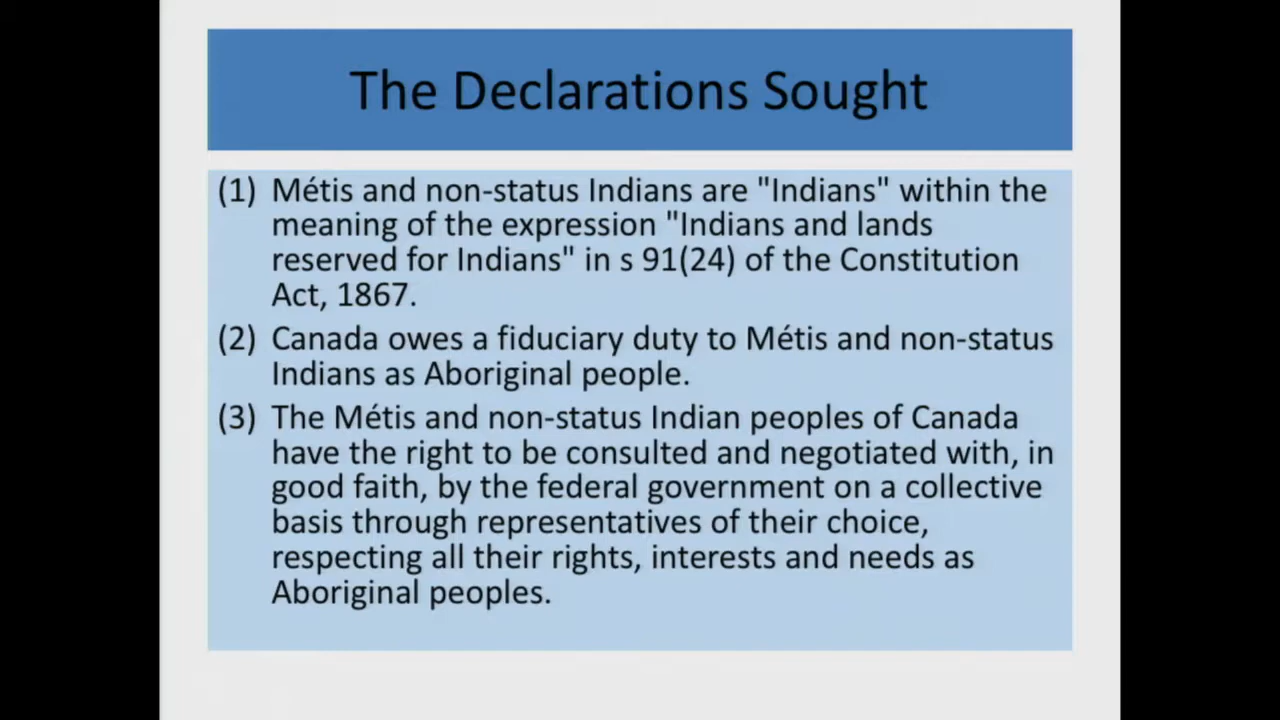 The Declarations Sought
(1) Métis and non-status Indians are "Indians" within the
meaning of the expression "Indians and lands
reserved for Indians" in s 91(24) of the Constitution
Act, 1867.
(2) Canada owes a fiduciary duty to Métis and non-status
Indians as Aboriginal people.
(3) The Métis and non-status Indian peoples of Canada
have the right to be consulted and negotiated with, in
good faith, by the federal government on a collective
basis through representatives of their choice,
respecting all their rights, interests and needs as
Aboriginal peoples.